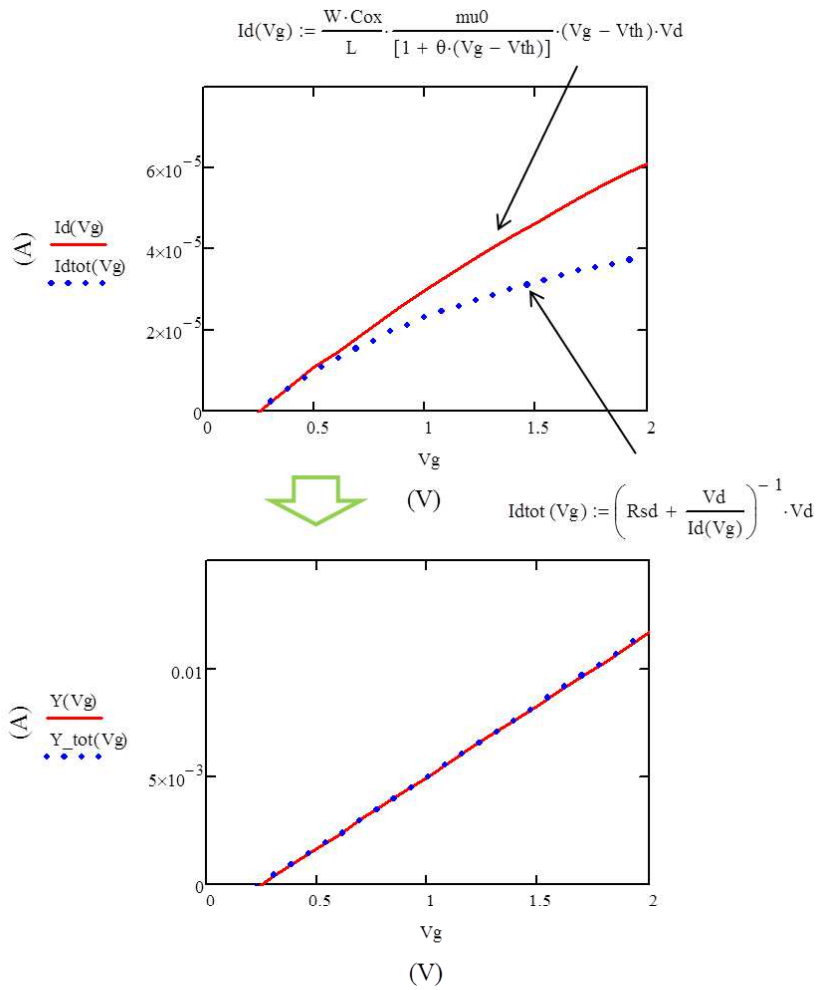 Id(Vg) := W·Cox/L · mu0/[1 + θ·(Vg − Vth)] ·(Vg − Vth)·Vd
6×10⁻⁵
4×10⁻⁵
2×10⁻⁵
0
(A)
Id(Vg)
Idtot(Vg)
0 0.5 1 1.5 2
Vg
(V)
Idtot (Vg) := (Rsd + Vd/Id(Vg))⁻¹ ·Vd
0.01
5×10⁻³
0
(A)
Y(Vg)
Y_tot(Vg)
0 0.5 1 1.5 2
Vg
(V)